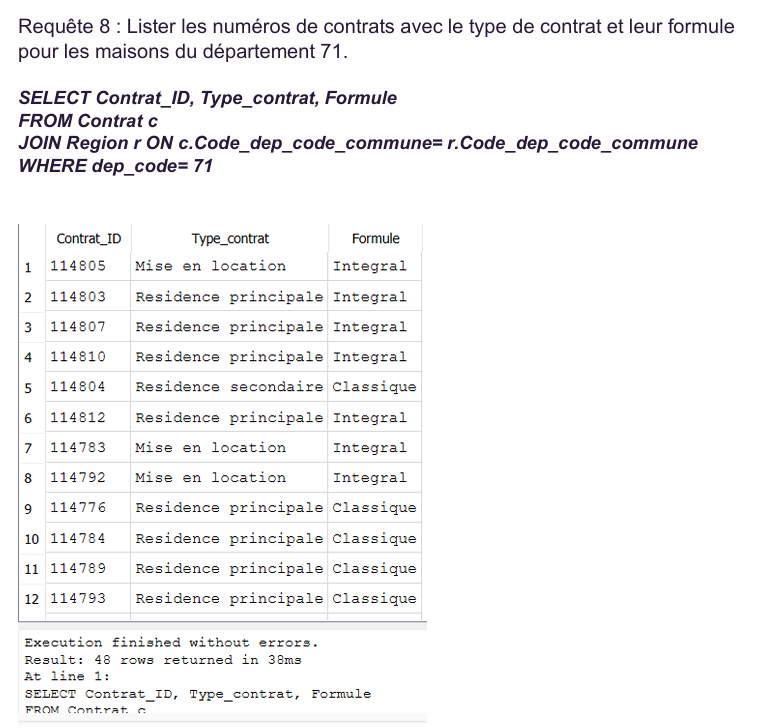 Requête 8 : Lister les numéros de contrats avec le type de contrat et leur formule
pour les maisons du département 71.
SELECT Contrat_ID, Type_contrat, Formule
FROM Contrat c
JOIN Region r ON c.Code_dep_code_commune= r.Code_dep_code_commune
WHERE dep_code= 71
Contrat_ID Type_contrat Formule
1 114805 Mise en location Integral
2 114803 Residence principale Integral
3 114807 Residence principale Integral
4 114810 Residence principale Integral
5 114804 Residence secondaire Classique
6 114812 Residence principale Integral
7 114783 Mise en location Integral
8 114792 Mise en location Integral
9 114776 Residence principale Classique
10 114784 Residence principale Classique
11 114789 Residence principale Classique
12 114793 Residence principale Classique
Execution finished without errors.
Result: 48 rows returned in 38ms
At line 1:
SELECT Contrat_ID, Type_contrat, Formule
FROM Contrat c